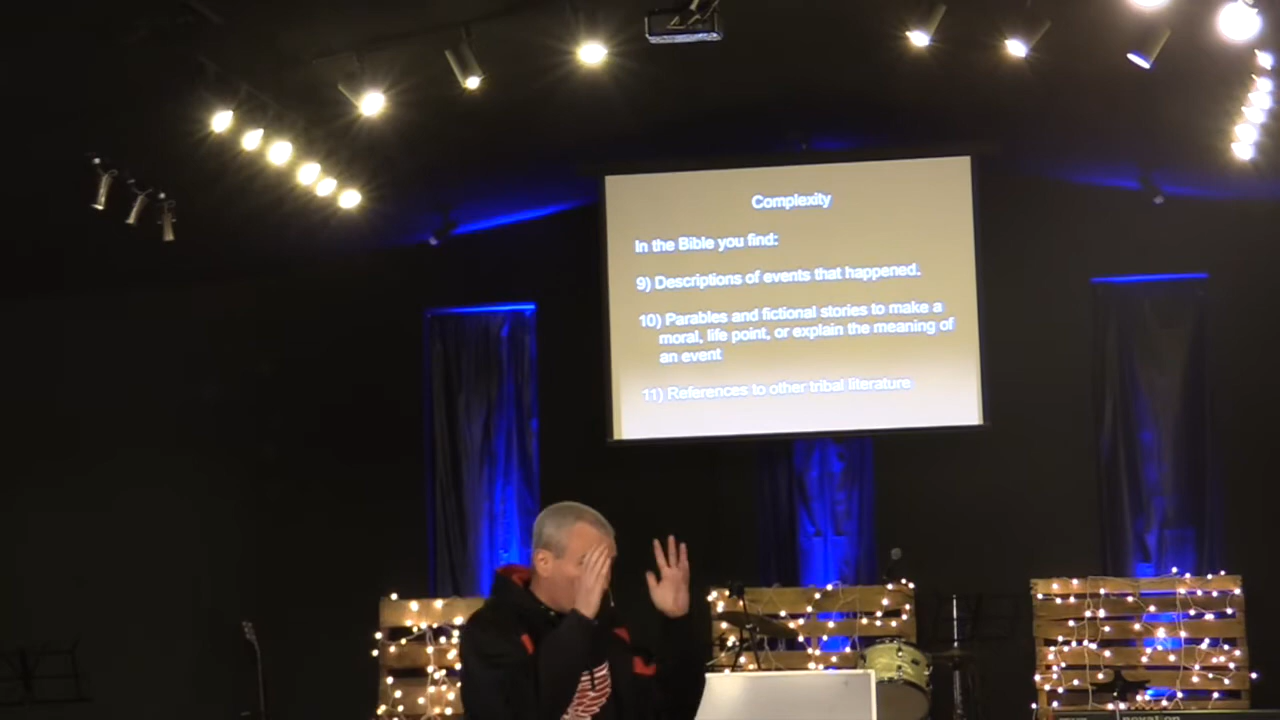 Complexity
In the Bible you find:
9) Descriptions of events that happened.
10) Parables and fictional stories to make a
moral, life point, or explain the meaning of
an event
11) References to other tribal literature